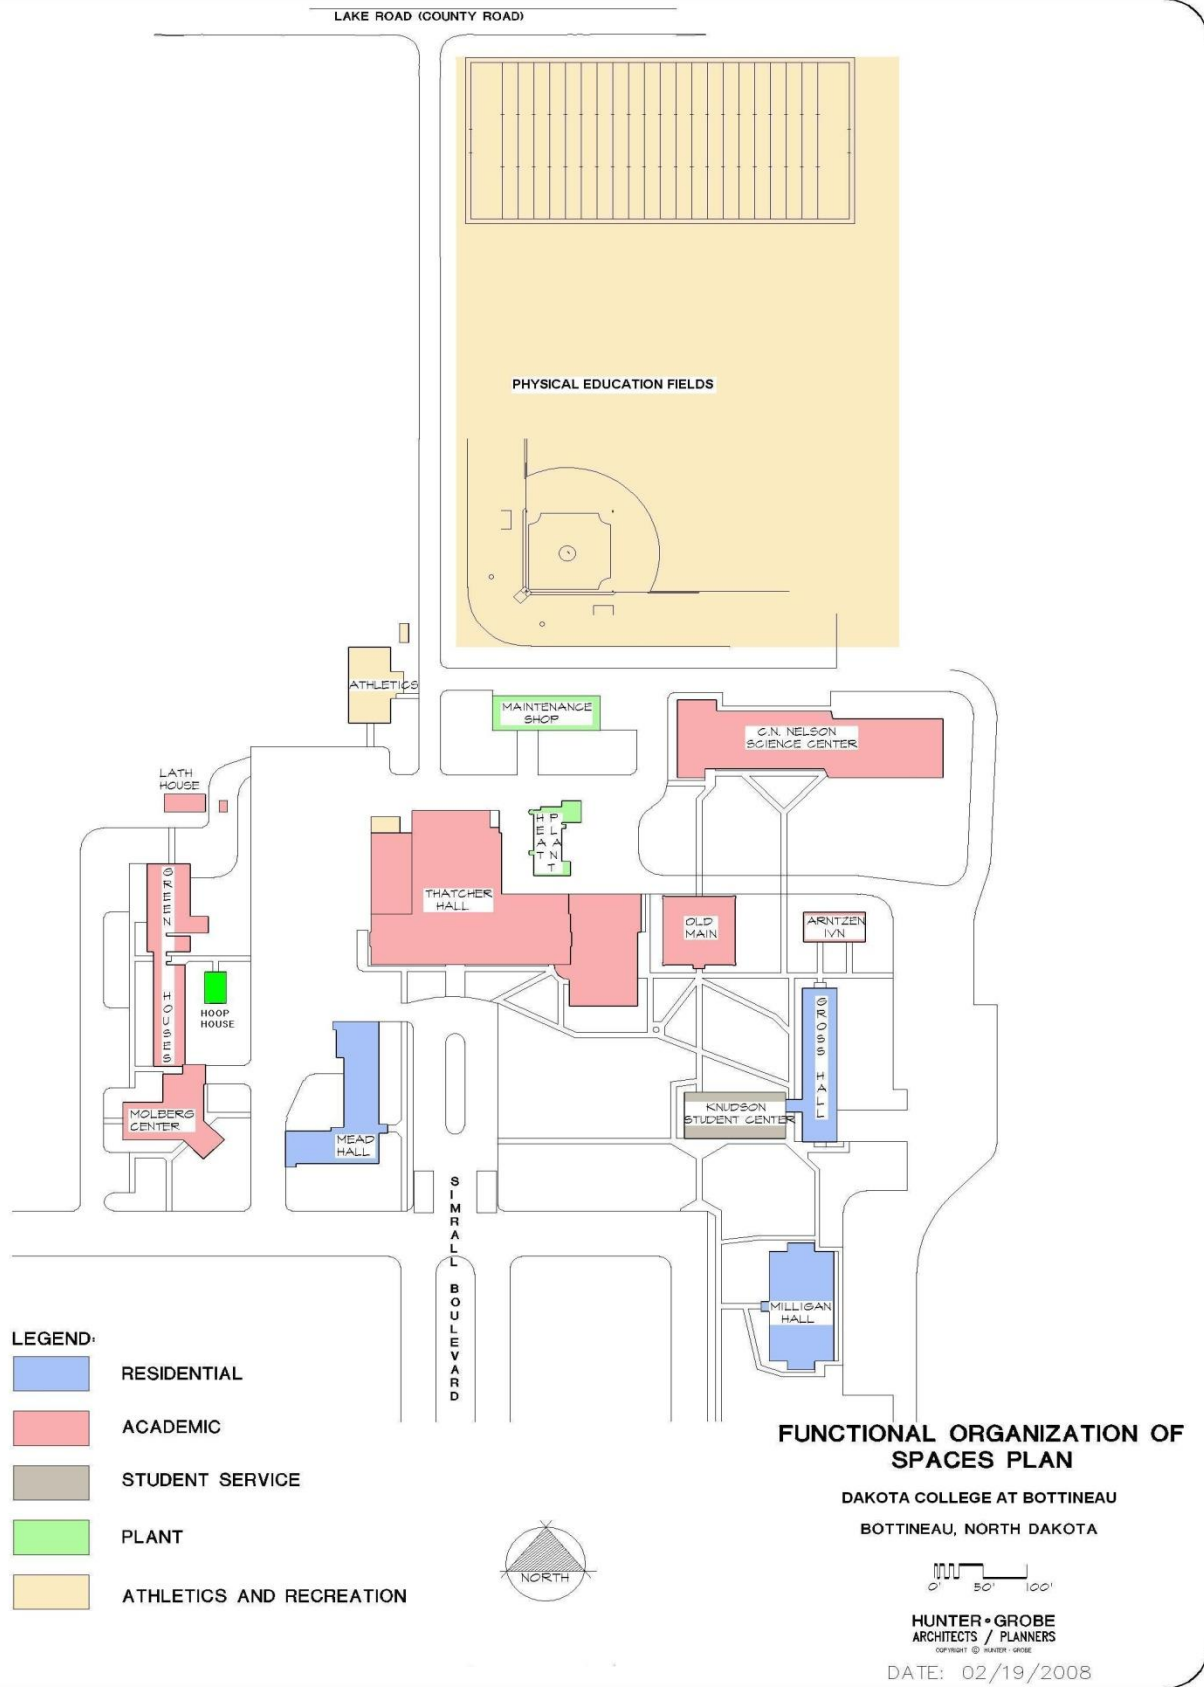 LAKE ROAD (COUNTY ROAD)
PHYSICAL EDUCATION FIELDS
ATHLETICS
MAINTENANCE
SHOP
C.N. NELSON
SCIENCE CENTER
LATH
HOUSE
HEAT
PLANT
GREEN HOUSES
THATCHER
HALL
OLD
MAIN
ARNTZEN
IVN
HOOP
HOUSE
GROSS HALL
MOLBERG
CENTER
KNUDSON
STUDENT CENTER
MEAD
HALL
SIMRALL BOULEVARD
MILLIGAN
HALL
LEGEND:
RESIDENTIAL
ACADEMIC
STUDENT SERVICE
PLANT
ATHLETICS AND RECREATION
NORTH
FUNCTIONAL ORGANIZATION OF
SPACES PLAN
DAKOTA COLLEGE AT BOTTINEAU
BOTTINEAU, NORTH DAKOTA
0' 50' 100'
HUNTER • GROBE
ARCHITECTS / PLANNERS
COPYRIGHT © HUNTER - GROBE
DATE: 02/19/2008